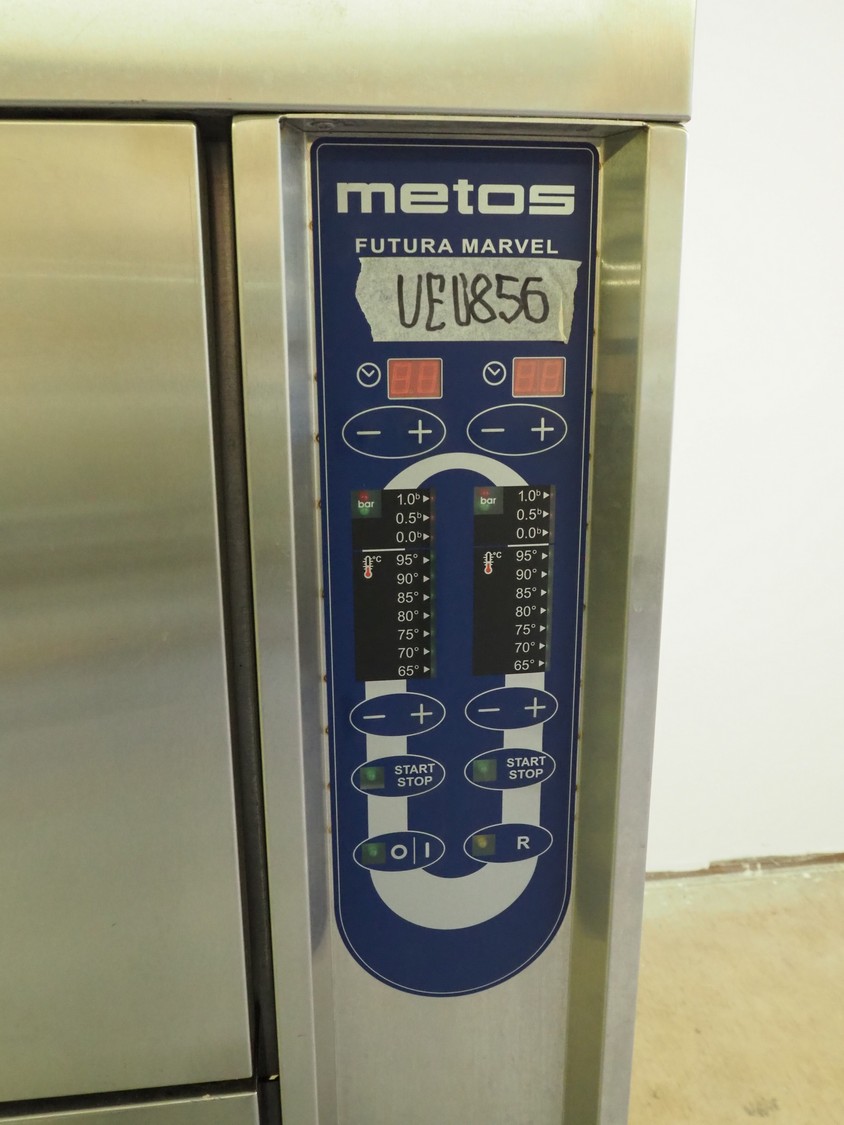 metos
FUTURA MARVEL
UEU856
− + − +
bar 1.0ᵇ
0.5ᵇ
0.0ᵇ
°C 95°
90°
85°
80°
75°
70°
65°
bar 1.0ᵇ
0.5ᵇ
0.0ᵇ
°C 95°
90°
85°
80°
75°
70°
65°
− + − +
START
STOP
START
STOP
O | I
R